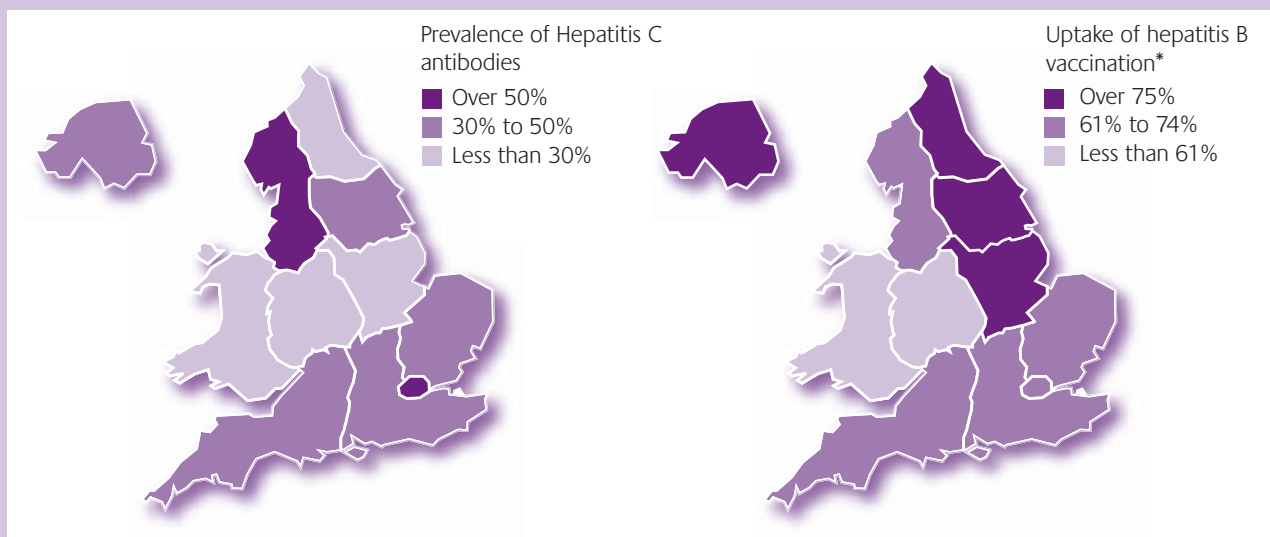 Prevalence of Hepatitis C
antibodies
Over 50%
30% to 50%
Less than 30%
Uptake of hepatitis B
vaccination*
Over 75%
61% to 74%
Less than 61%